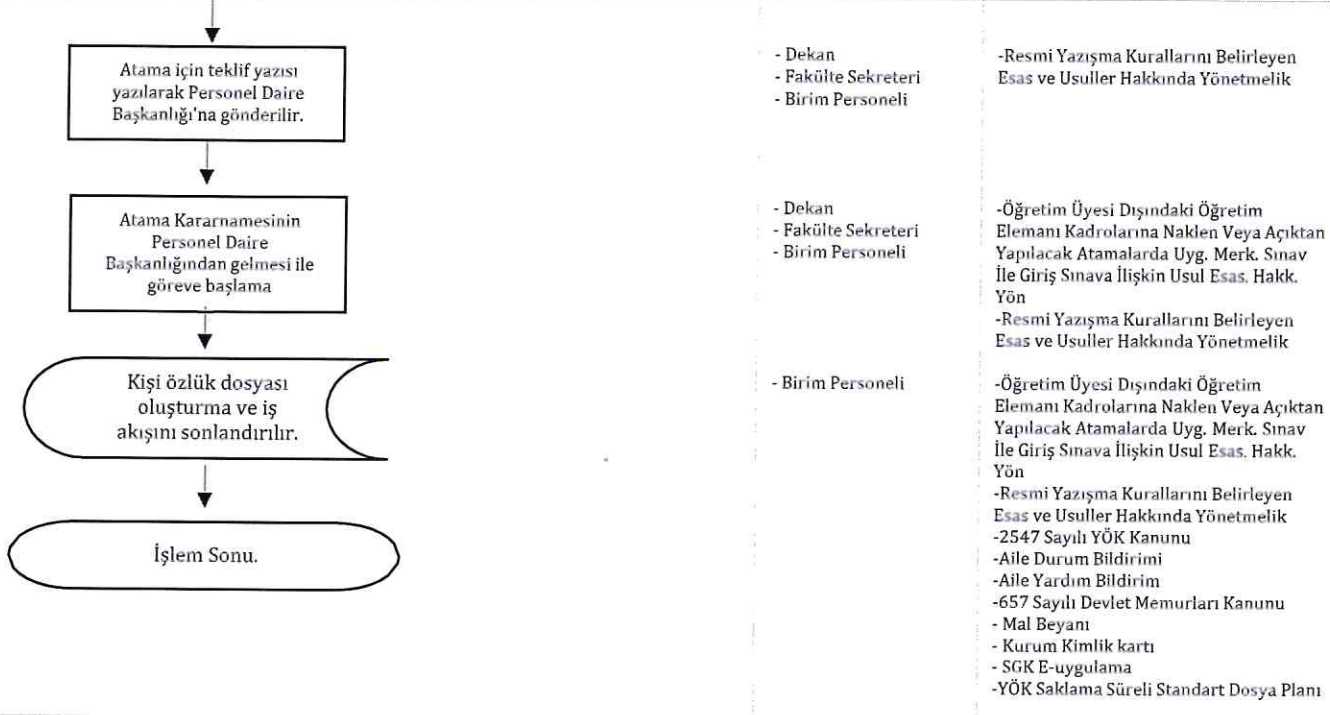 Atama için teklif yazısı
yazılarak Personel Daire
Başkanlığı'na gönderilir.
- Dekan
- Fakülte Sekreteri
- Birim Personeli
-Resmi Yazışma Kurallarını Belirleyen
Esas ve Usuller Hakkında Yönetmelik
Atama Kararnamesinin
Personel Daire
Başkanlığından gelmesi ile
göreve başlama
- Dekan
- Fakülte Sekreteri
- Birim Personeli
-Öğretim Üyesi Dışındaki Öğretim
Elemanı Kadrolarına Naklen Veya Açıktan
Yapılacak Atamalarda Uyg. Merk. Sınav
İle Giriş Sınava İlişkin Usul Esas. Hakk.
Yön
-Resmi Yazışma Kurallarını Belirleyen
Esas ve Usuller Hakkında Yönetmelik
Kişi özlük dosyası
oluşturma ve iş
akışını sonlandırılır.
- Birim Personeli
-Öğretim Üyesi Dışındaki Öğretim
Elemanı Kadrolarına Naklen Veya Açıktan
Yapılacak Atamalarda Uyg. Merk. Sınav
İle Giriş Sınava İlişkin Usul Esas. Hakk.
Yön
-Resmi Yazışma Kurallarını Belirleyen
Esas ve Usuller Hakkında Yönetmelik
-2547 Sayılı YÖK Kanunu
-Aile Durum Bildirimi
-Aile Yardım Bildirim
-657 Sayılı Devlet Memurları Kanunu
- Mal Beyanı
- Kurum Kimlik kartı
- SGK E-uygulama
-YÖK Saklama Süreli Standart Dosya Planı
İşlem Sonu.